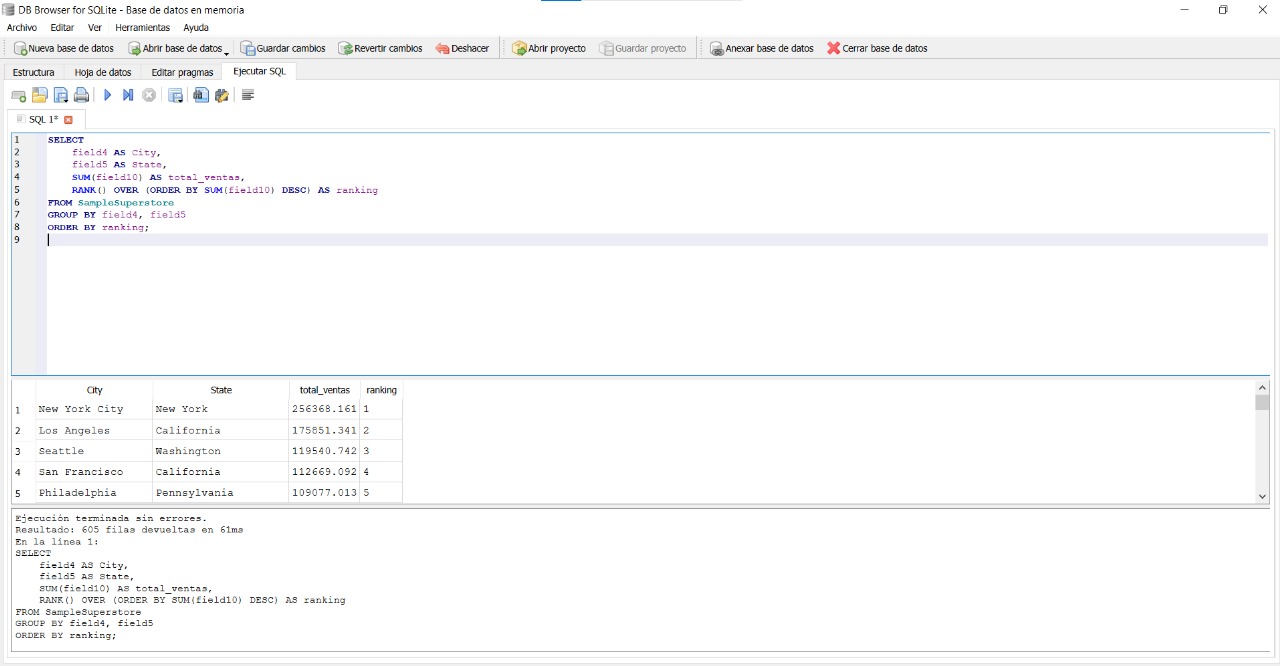 DB Browser for SQLite - Base de datos en memoria
Archivo Editar Ver Herramientas Ayuda
Nueva base de datos Abrir base de datos Guardar cambios Revertir cambios Deshacer Abrir proyecto Guardar proyecto Anexar base de datos Cerrar base de datos
Estructura Hoja de datos Editar pragmas Ejecutar SQL
SQL 1*
1 SELECT
2 field4 AS City,
3 field5 AS State,
4 SUM(field10) AS total_ventas,
5 RANK() OVER (ORDER BY SUM(field10) DESC) AS ranking
6 FROM SampleSuperstore
7 GROUP BY field4, field5
8 ORDER BY ranking;
9
City State total_ventas ranking
1 New York City New York 256368.161 1
2 Los Angeles California 175851.341 2
3 Seattle Washington 119540.742 3
4 San Francisco California 112669.092 4
5 Philadelphia Pennsylvania 109077.013 5
Ejecución terminada sin errores.
Resultado: 605 filas devueltas en 61ms
En la línea 1:
SELECT
field4 AS City,
field5 AS State,
SUM(field10) AS total_ventas,
RANK() OVER (ORDER BY SUM(field10) DESC) AS ranking
FROM SampleSuperstore
GROUP BY field4, field5
ORDER BY ranking;